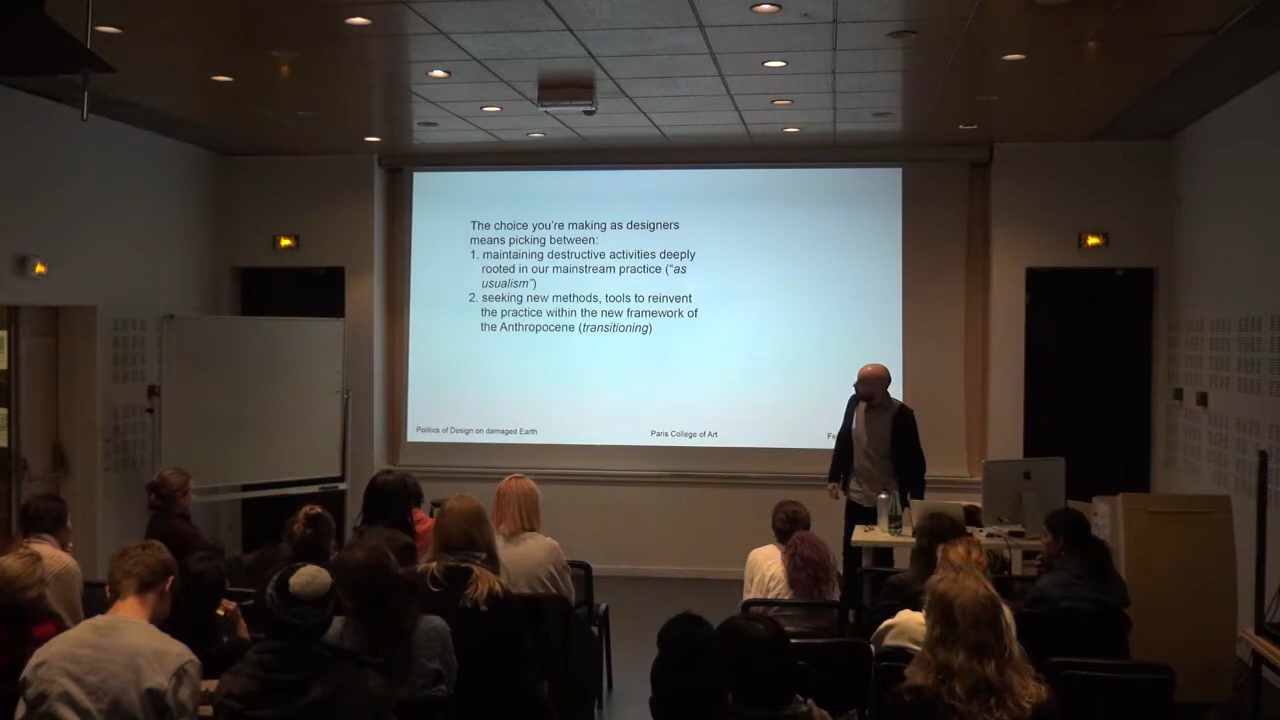 The choice you're making as designers
means picking between:
1. maintaining destructive activities deeply
rooted in our mainstream practice ("as
usualism")
2. seeking new methods, tools to reinvent
the practice within the new framework of
the Anthropocene (transitioning)
Politics of Design on damaged Earth
Paris College of Art
Fe